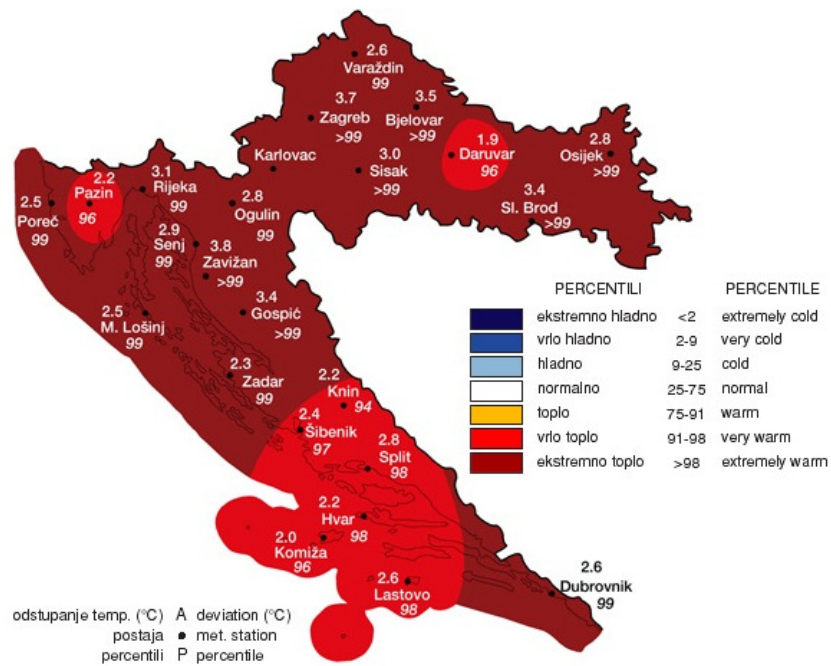 2.6
Varaždin
99
3.7
Zagreb
>99
3.5
Bjelovar
>99
1.9
Daruvar
96
2.8
Osijek
>99
Karlovac
3.0
Sisak
>99
3.4
Sl. Brod
>99
2.2
Pazin
96
3.1
Rijeka
99
2.5
Poreč
99
2.8
Ogulin
99
2.9
Senj
99
3.8
Zavižan
>99
3.4
Gospić
>99
2.5
M. Lošinj
99
2.3
Zadar
99
2.2
Knin
94
2.4
Šibenik
97
2.8
Split
98
2.2
Hvar
98
2.0
Komiža
96
2.6
Lastovo
98
2.6
Dubrovnik
99
PERCENTILI PERCENTILE
ekstremno hladno <2 extremely cold
vrlo hladno 2-9 very cold
hladno 9-25 cold
normalno 25-75 normal
toplo 75-91 warm
vrlo toplo 91-98 very warm
ekstremno toplo >98 extremely warm
odstupanje temp. (°C) A deviation (°C)
postaja ● met. station
percentili P percentile